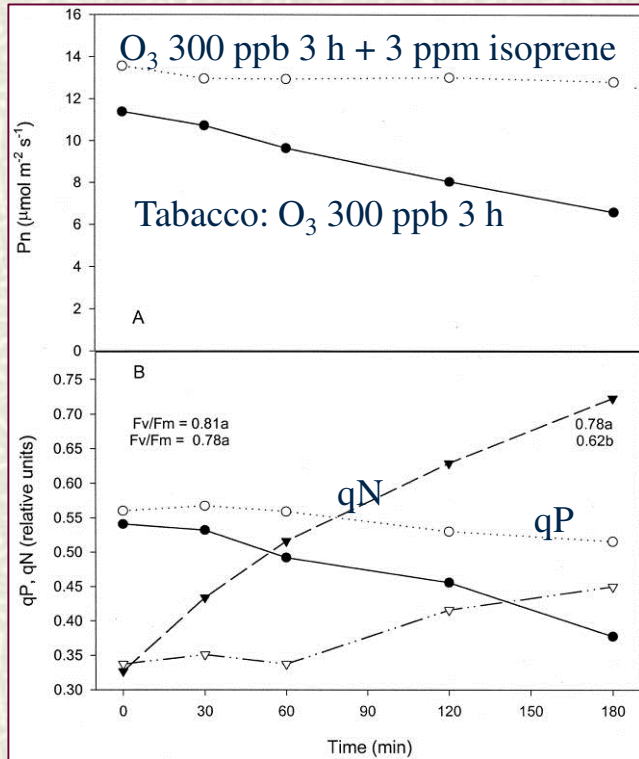 16
14
12
10
8
6
4
2
0
Pn (μmol m⁻² s⁻¹)
O₃ 300 ppb 3 h + 3 ppm isoprene
Tabacco: O₃ 300 ppb 3 h
A
B
0.75
0.70
0.65
0.60
0.55
0.50
0.45
0.40
0.35
0.30
qP, qN (relative units)
Fv/Fm = 0.81a
Fv/Fm = 0.78a
0.78a
0.62b
qN
qP
0 30 60 90 120 150 180
Time (min)